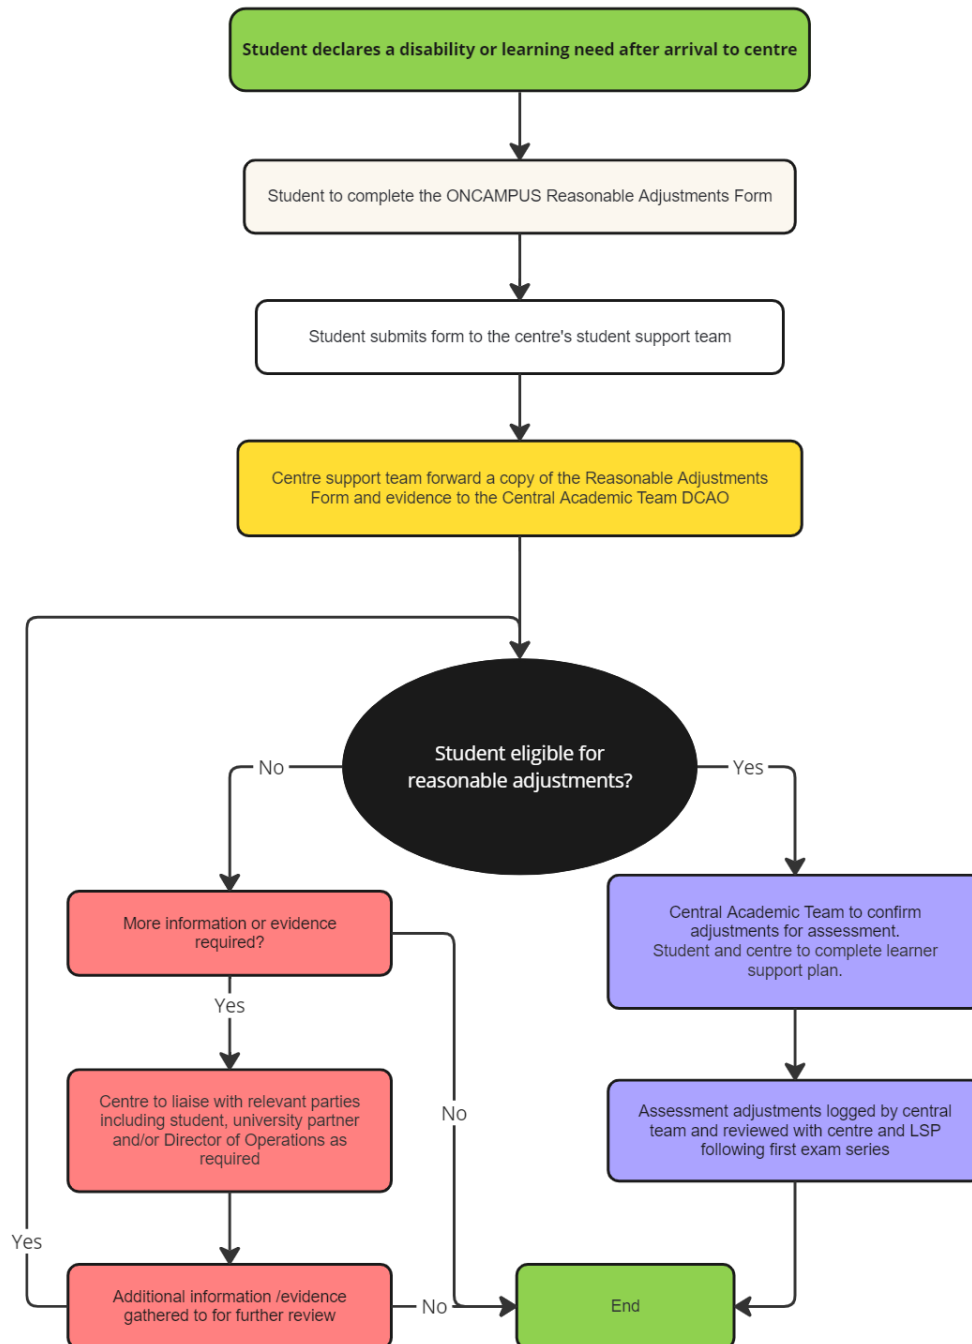 Student declares a disability or learning need after arrival to centre
Student to complete the ONCAMPUS Reasonable Adjustments Form
Student submits form to the centre's student support team
Centre support team forward a copy of the Reasonable Adjustments
Form and evidence to the Central Academic Team DCAO
Student eligible for
reasonable adjustments?
No
Yes
More information or evidence
required?
Central Academic Team to confirm
adjustments for assessment.
Student and centre to complete learner
support plan.
Yes
Centre to liaise with relevant parties
including student, university partner
and/or Director of Operations as
required
No
Assessment adjustments logged by central
team and reviewed with centre and LSP
following first exam series
Yes
Additional information /evidence
gathered to for further review
No
End